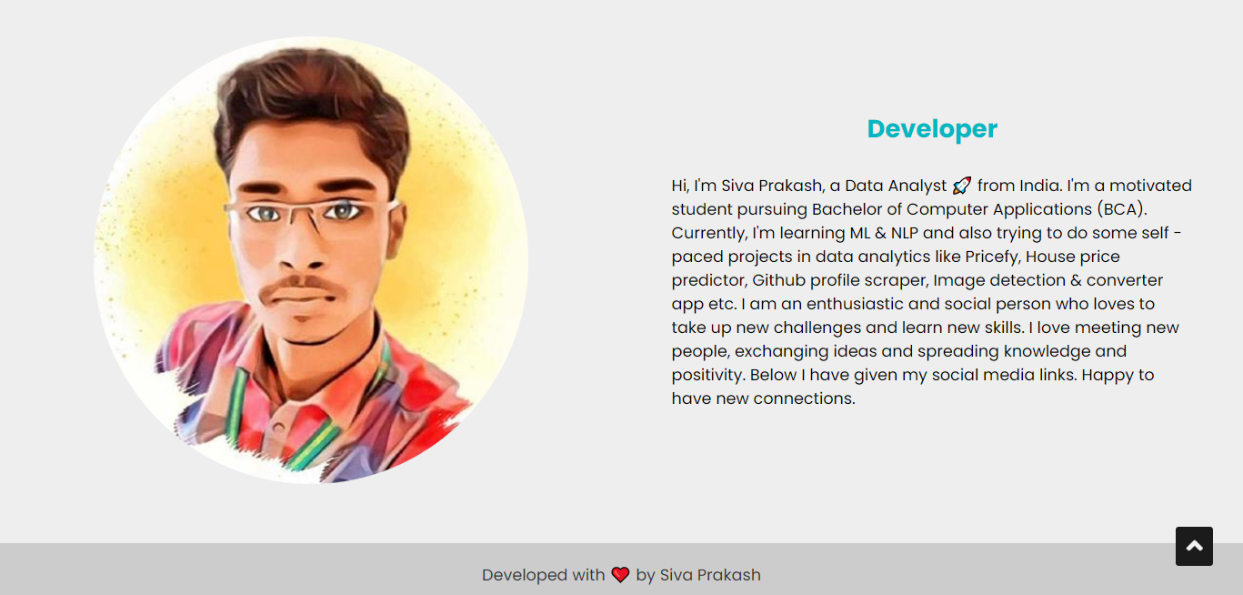 Developer
Hi, I'm Siva Prakash, a Data Analyst 🚀 from India. I'm a motivated
student pursuing Bachelor of Computer Applications (BCA).
Currently, I'm learning ML & NLP and also trying to do some self -
paced projects in data analytics like Pricefy, House price
predictor, Github profile scraper, Image detection & converter
app etc. I am an enthusiastic and social person who loves to
take up new challenges and learn new skills. I love meeting new
people, exchanging ideas and spreading knowledge and
positivity. Below I have given my social media links. Happy to
have new connections.
Developed with ❤️ by Siva Prakash